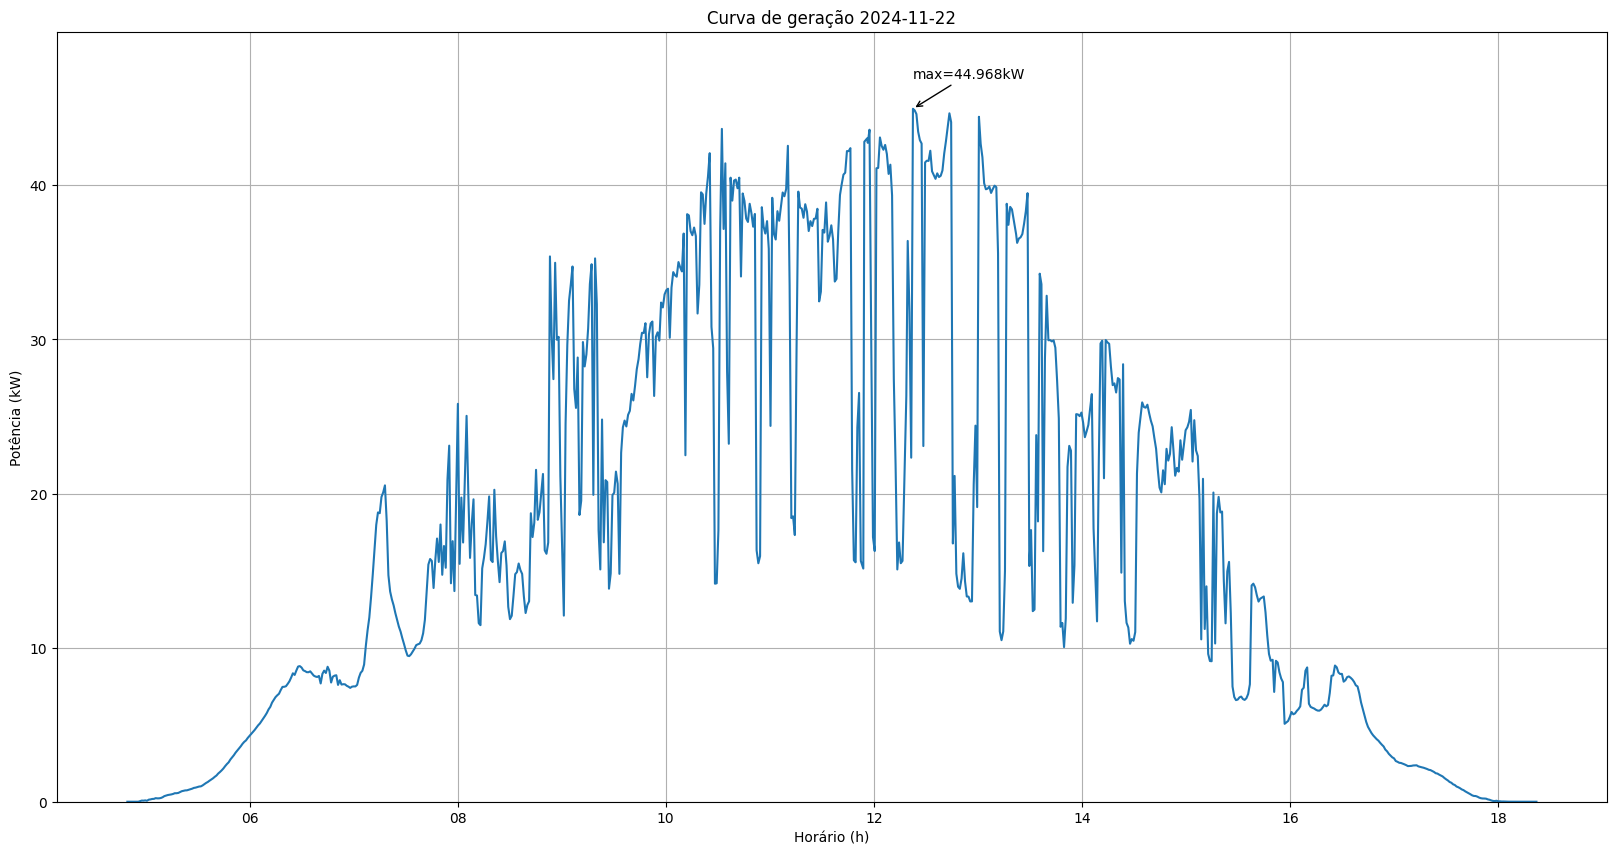 Curva de geração 2024-11-22
max=44.968kW
Potência (kW)
40
30
20
10
0
06 08 10 12 14 16 18
Horário (h)